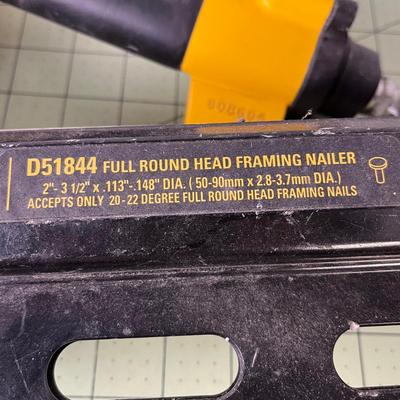 D51844 FULL ROUND HEAD FRAMING NAILER
2"- 3 1/2" x .113"-.148" DIA. ( 50-90mm x 2.8-3.7mm DIA.)
ACCEPTS ONLY 20-22 DEGREE FULL ROUND HEAD FRAMING NAILS